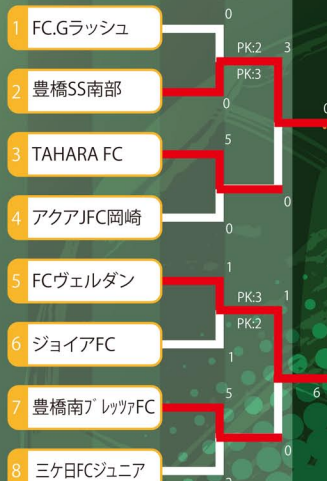 0
1 FC.Gラッシュ
PK:2 3
PK:3
2 豊橋SS南部
0
5
3 TAHARA FC
0
4 アクアJFC岡崎
0
1
5 FCヴェルダン
PK:3 1
PK:2
6 ジョイアFC
1
5
7 豊橋南ブレッツァFC
6
0
8 三ケ日FCジュニア